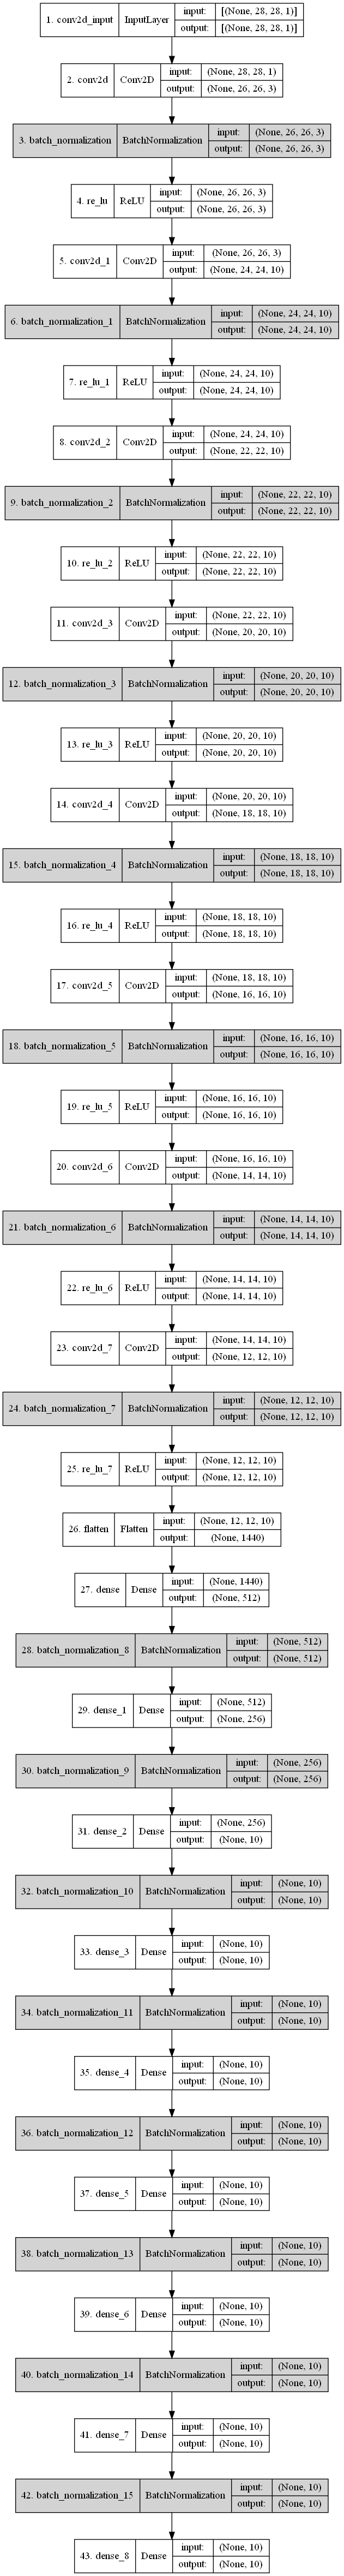 1. conv2d_input InputLayer input: [(None, 28, 28, 1)]
output: [(None, 28, 28, 1)]
2. conv2d Conv2D input: (None, 28, 28, 1)
output: (None, 26, 26, 3)
3. batch_normalization BatchNormalization input: (None, 26, 26, 3)
output: (None, 26, 26, 3)
4. re_lu ReLU input: (None, 26, 26, 3)
output: (None, 26, 26, 3)
5. conv2d_1 Conv2D input: (None, 26, 26, 3)
output: (None, 24, 24, 10)
6. batch_normalization_1 BatchNormalization input: (None, 24, 24, 10)
output: (None, 24, 24, 10)
7. re_lu_1 ReLU input: (None, 24, 24, 10)
output: (None, 24, 24, 10)
8. conv2d_2 Conv2D input: (None, 24, 24, 10)
output: (None, 22, 22, 10)
9. batch_normalization_2 BatchNormalization input: (None, 22, 22, 10)
output: (None, 22, 22, 10)
10. re_lu_2 ReLU input: (None, 22, 22, 10)
output: (None, 22, 22, 10)
11. conv2d_3 Conv2D input: (None, 22, 22, 10)
output: (None, 20, 20, 10)
12. batch_normalization_3 BatchNormalization input: (None, 20, 20, 10)
output: (None, 20, 20, 10)
13. re_lu_3 ReLU input: (None, 20, 20, 10)
output: (None, 20, 20, 10)
14. conv2d_4 Conv2D input: (None, 20, 20, 10)
output: (None, 18, 18, 10)
15. batch_normalization_4 BatchNormalization input: (None, 18, 18, 10)
output: (None, 18, 18, 10)
16. re_lu_4 ReLU input: (None, 18, 18, 10)
output: (None, 18, 18, 10)
17. conv2d_5 Conv2D input: (None, 18, 18, 10)
output: (None, 16, 16, 10)
18. batch_normalization_5 BatchNormalization input: (None, 16, 16, 10)
output: (None, 16, 16, 10)
19. re_lu_5 ReLU input: (None, 16, 16, 10)
output: (None, 16, 16, 10)
20. conv2d_6 Conv2D input: (None, 16, 16, 10)
output: (None, 14, 14, 10)
21. batch_normalization_6 BatchNormalization input: (None, 14, 14, 10)
output: (None, 14, 14, 10)
22. re_lu_6 ReLU input: (None, 14, 14, 10)
output: (None, 14, 14, 10)
23. conv2d_7 Conv2D input: (None, 14, 14, 10)
output: (None, 12, 12, 10)
24. batch_normalization_7 BatchNormalization input: (None, 12, 12, 10)
output: (None, 12, 12, 10)
25. re_lu_7 ReLU input: (None, 12, 12, 10)
output: (None, 12, 12, 10)
26. flatten Flatten input: (None, 12, 12, 10)
output: (None, 1440)
27. dense Dense input: (None, 1440)
output: (None, 512)
28. batch_normalization_8 BatchNormalization input: (None, 512)
output: (None, 512)
29. dense_1 Dense input: (None, 512)
output: (None, 256)
30. batch_normalization_9 BatchNormalization input: (None, 256)
output: (None, 256)
31. dense_2 Dense input: (None, 256)
output: (None, 10)
32. batch_normalization_10 BatchNormalization input: (None, 10)
output: (None, 10)
33. dense_3 Dense input: (None, 10)
output: (None, 10)
34. batch_normalization_11 BatchNormalization input: (None, 10)
output: (None, 10)
35. dense_4 Dense input: (None, 10)
output: (None, 10)
36. batch_normalization_12 BatchNormalization input: (None, 10)
output: (None, 10)
37. dense_5 Dense input: (None, 10)
output: (None, 10)
38. batch_normalization_13 BatchNormalization input: (None, 10)
output: (None, 10)
39. dense_6 Dense input: (None, 10)
output: (None, 10)
40. batch_normalization_14 BatchNormalization input: (None, 10)
output: (None, 10)
41. dense_7 Dense input: (None, 10)
output: (None, 10)
42. batch_normalization_15 BatchNormalization input: (None, 10)
output: (None, 10)
43. dense_8 Dense input: (None, 10)
output: (None, 10)